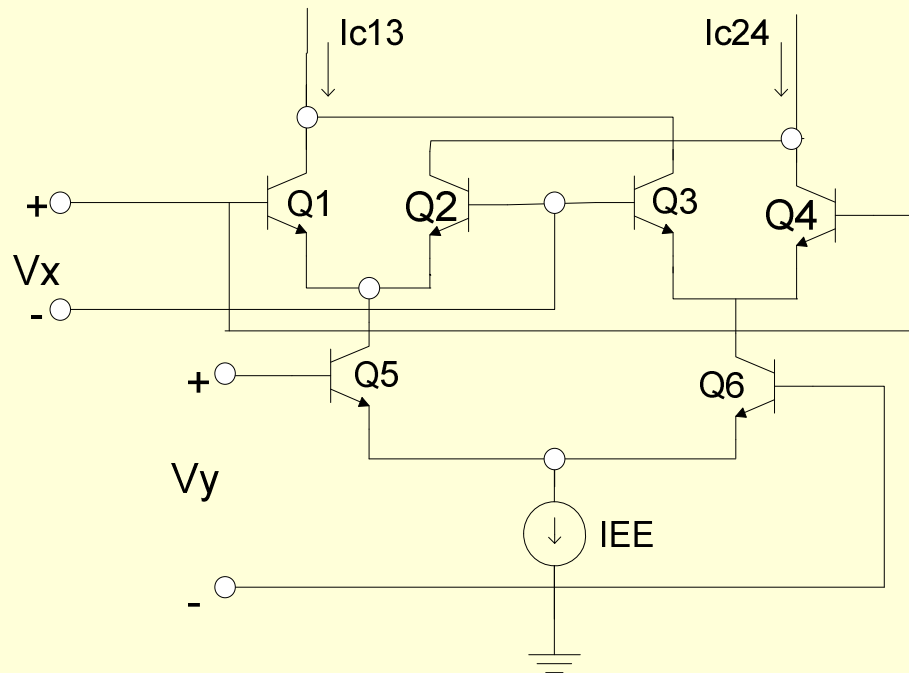 Ic13
Ic24
+
Q1
Q2
Q3
Q4
Vx
-
+
Q5
Q6
Vy
IEE
-